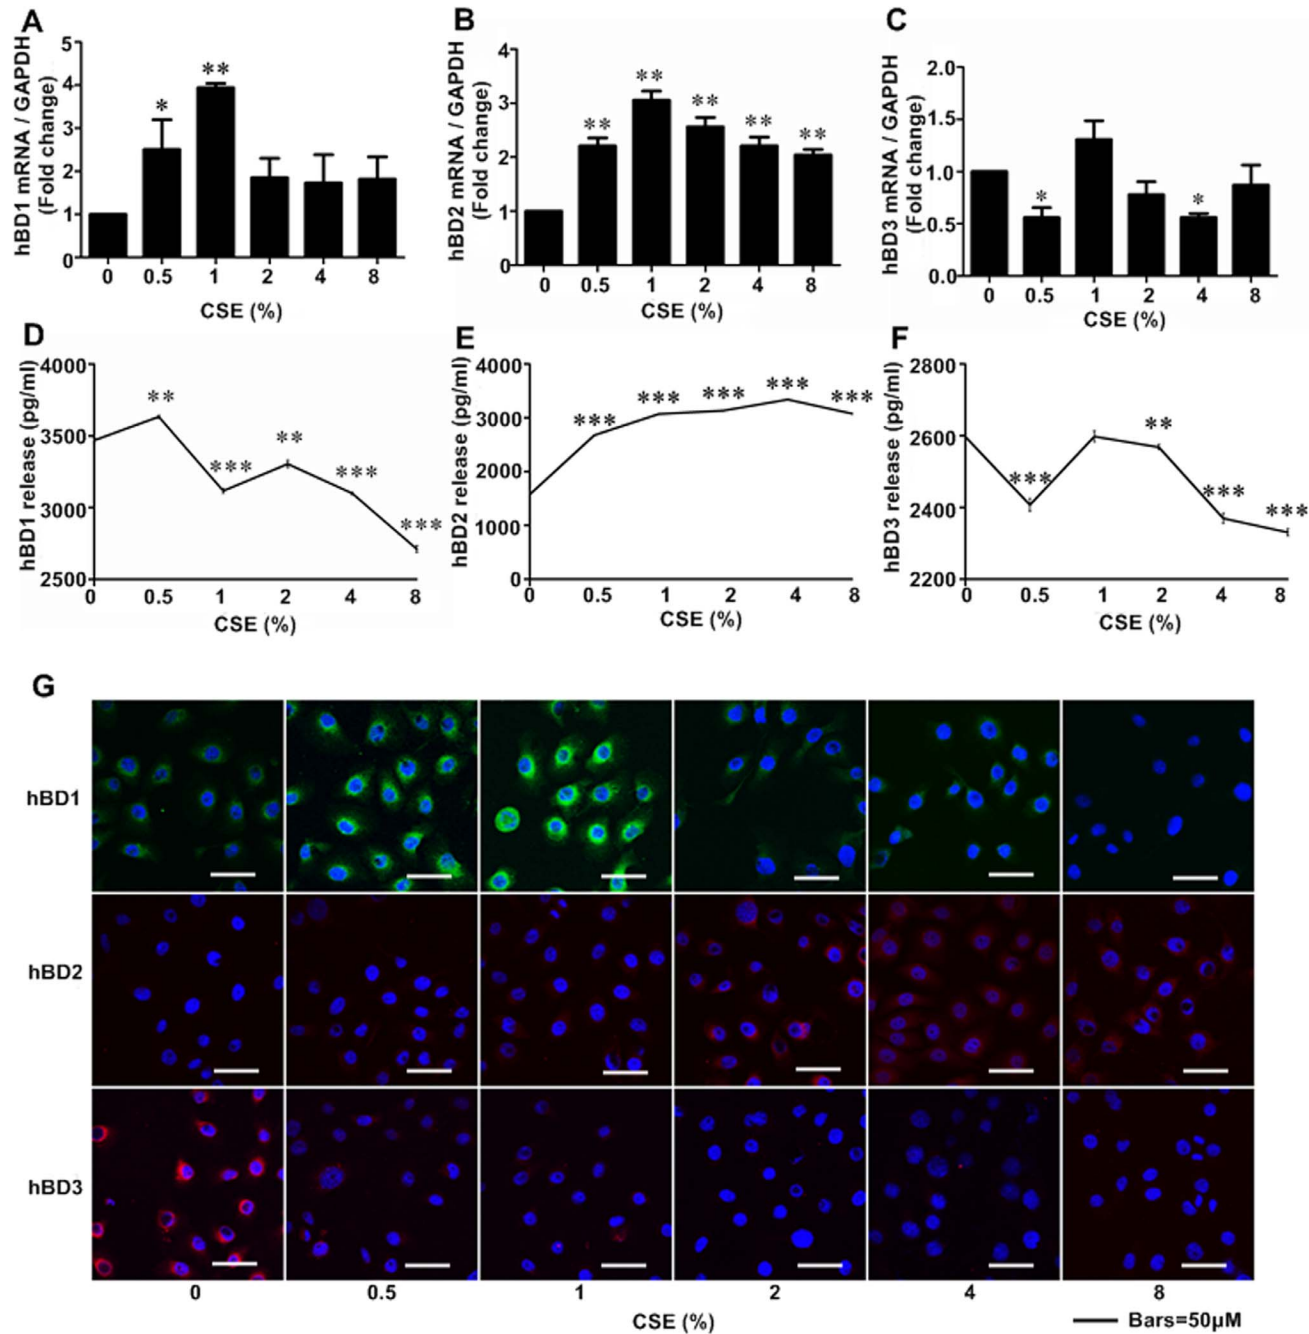 A
hBD1 mRNA / GAPDH
(Fold change)
5
4
3
2
1
0
*
**
0 0.5 1 2 4 8
CSE (%)
B
hBD2 mRNA / GAPDH
(Fold change)
4
3
2
1
0
**
**
**
**
**
0 0.5 1 2 4 8
CSE (%)
C
hBD3 mRNA / GAPDH
(Fold change)
2.0
1.5
1.0
0.5
0.0
*
*
0 0.5 1 2 4 8
CSE (%)
D
hBD1 release (pg/ml)
4000
3500
3000
2500
**
***
**
***
***
0 0.5 1 2 4 8
CSE (%)
E
hBD2 release (pg/ml)
4000
3000
2000
1000
0
***
***
***
***
***
0 0.5 1 2 4 8
CSE (%)
F
hBD3 release (pg/ml)
2800
2600
2400
2200
***
**
***
***
0 0.5 1 2 4 8
CSE (%)
G
hBD1
hBD2
hBD3
0 0.5 1 2 4 8
CSE (%)
Bars=50μM